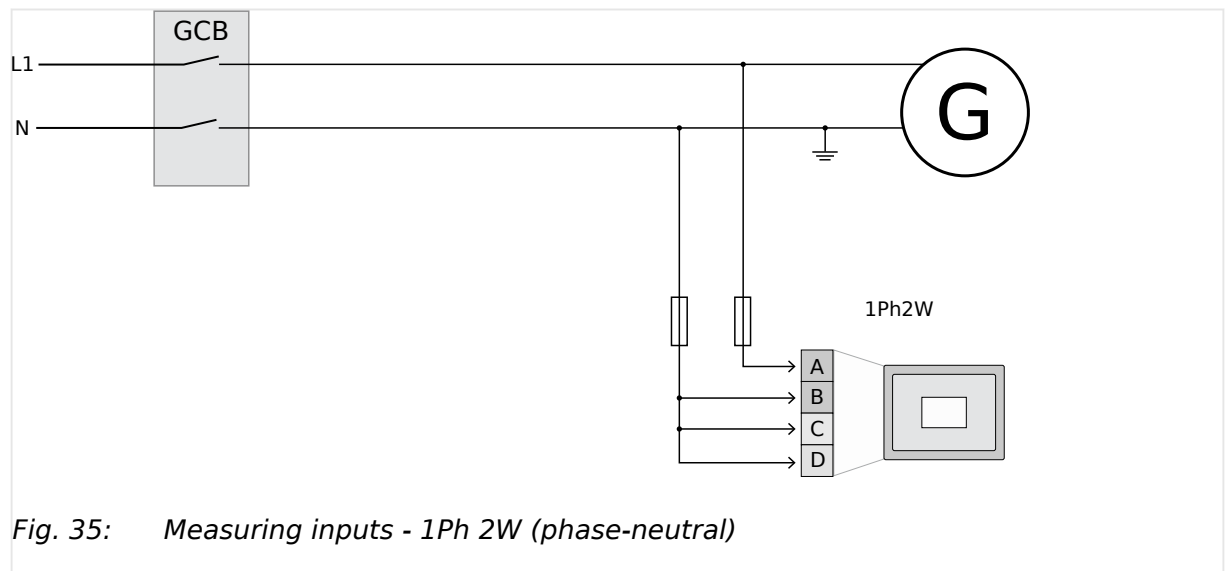 GCB
L1
N
G
1Ph2W
A
B
C
D
Fig. 35: Measuring inputs - 1Ph 2W (phase-neutral)